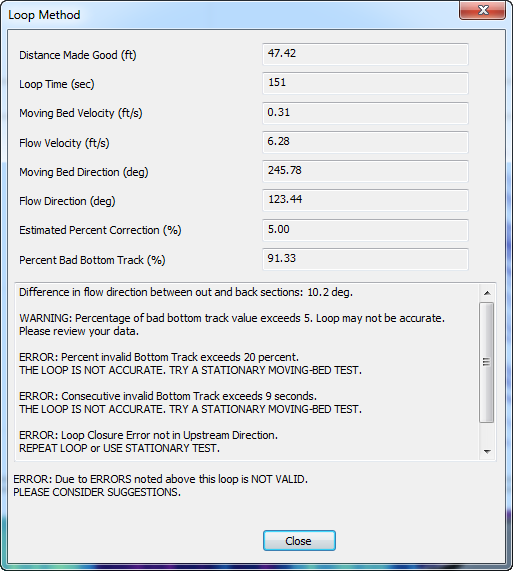 Loop Method
Distance Made Good (ft) 47.42
Loop Time (sec) 151
Moving Bed Velocity (ft/s) 0.31
Flow Velocity (ft/s) 6.28
Moving Bed Direction (deg) 245.78
Flow Direction (deg) 123.44
Estimated Percent Correction (%) 5.00
Percent Bad Bottom Track (%) 91.33
Difference in flow direction between out and back sections: 10.2 deg.
WARNING: Percentage of bad bottom track value exceeds 5. Loop may not be accurate.
Please review your data.
ERROR: Percent invalid Bottom Track exceeds 20 percent.
THE LOOP IS NOT ACCURATE. TRY A STATIONARY MOVING-BED TEST.
ERROR: Consecutive invalid Bottom Track exceeds 9 seconds.
THE LOOP IS NOT ACCURATE. TRY A STATIONARY MOVING-BED TEST.
ERROR: Loop Closure Error not in Upstream Direction.
REPEAT LOOP or USE STATIONARY TEST.
ERROR: Due to ERRORS noted above this loop is NOT VALID.
PLEASE CONSIDER SUGGESTIONS.
Close